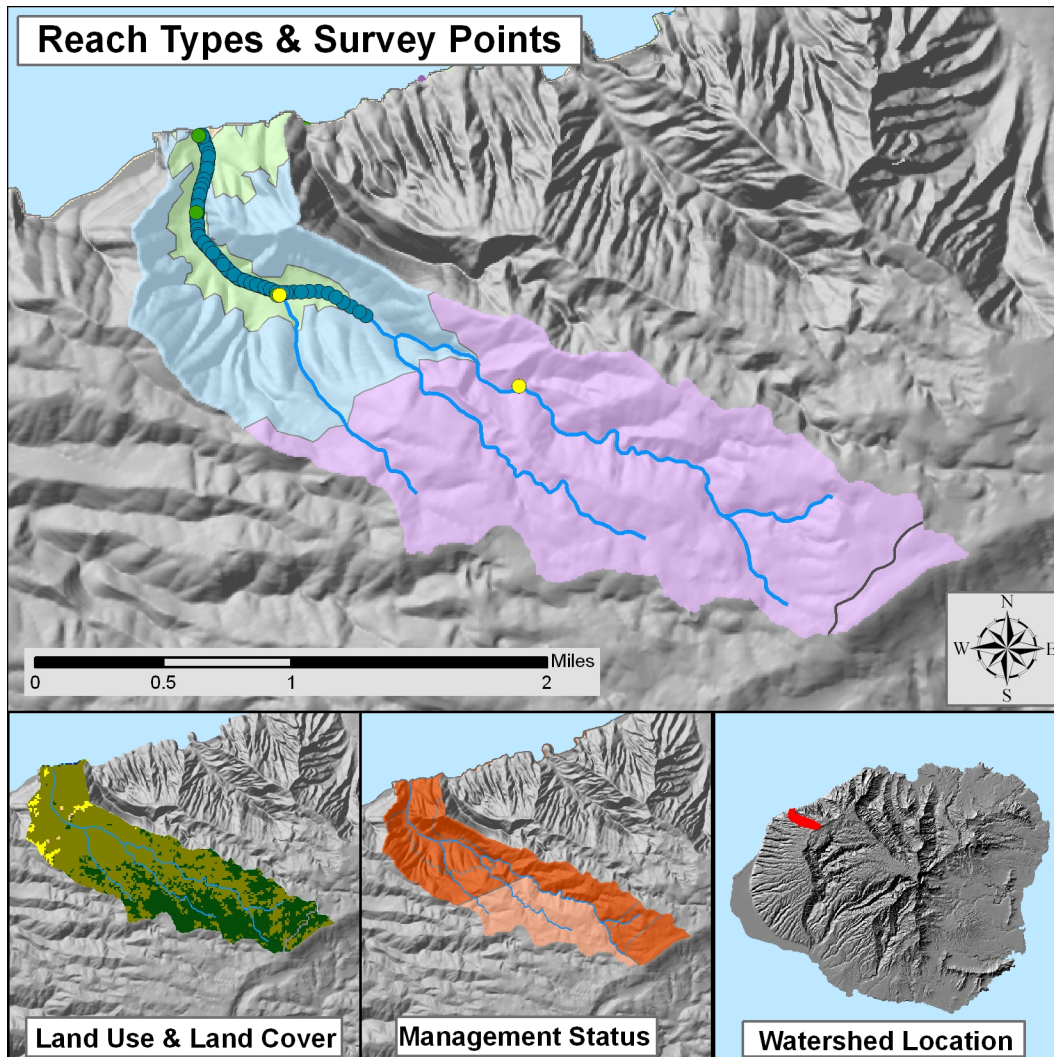 Reach Types & Survey Points
N
W
E
S
Miles
0
0.5
1
2
Land Use & Land Cover
Management Status
Watershed Location